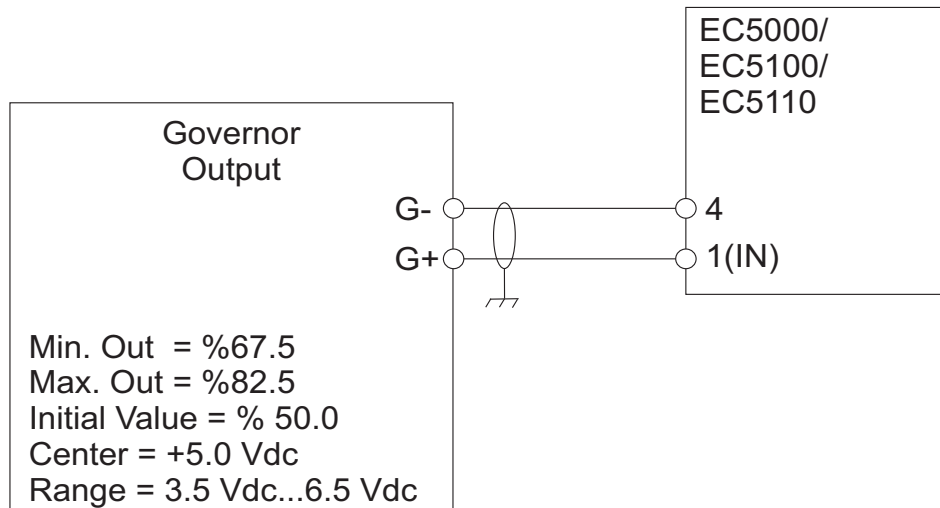 EC5000/
EC5100/
EC5110
Governor
Output
G-
4
G+
1(IN)
Min. Out = %67.5
Max. Out = %82.5
Initial Value = % 50.0
Center = +5.0 Vdc
Range = 3.5 Vdc...6.5 Vdc